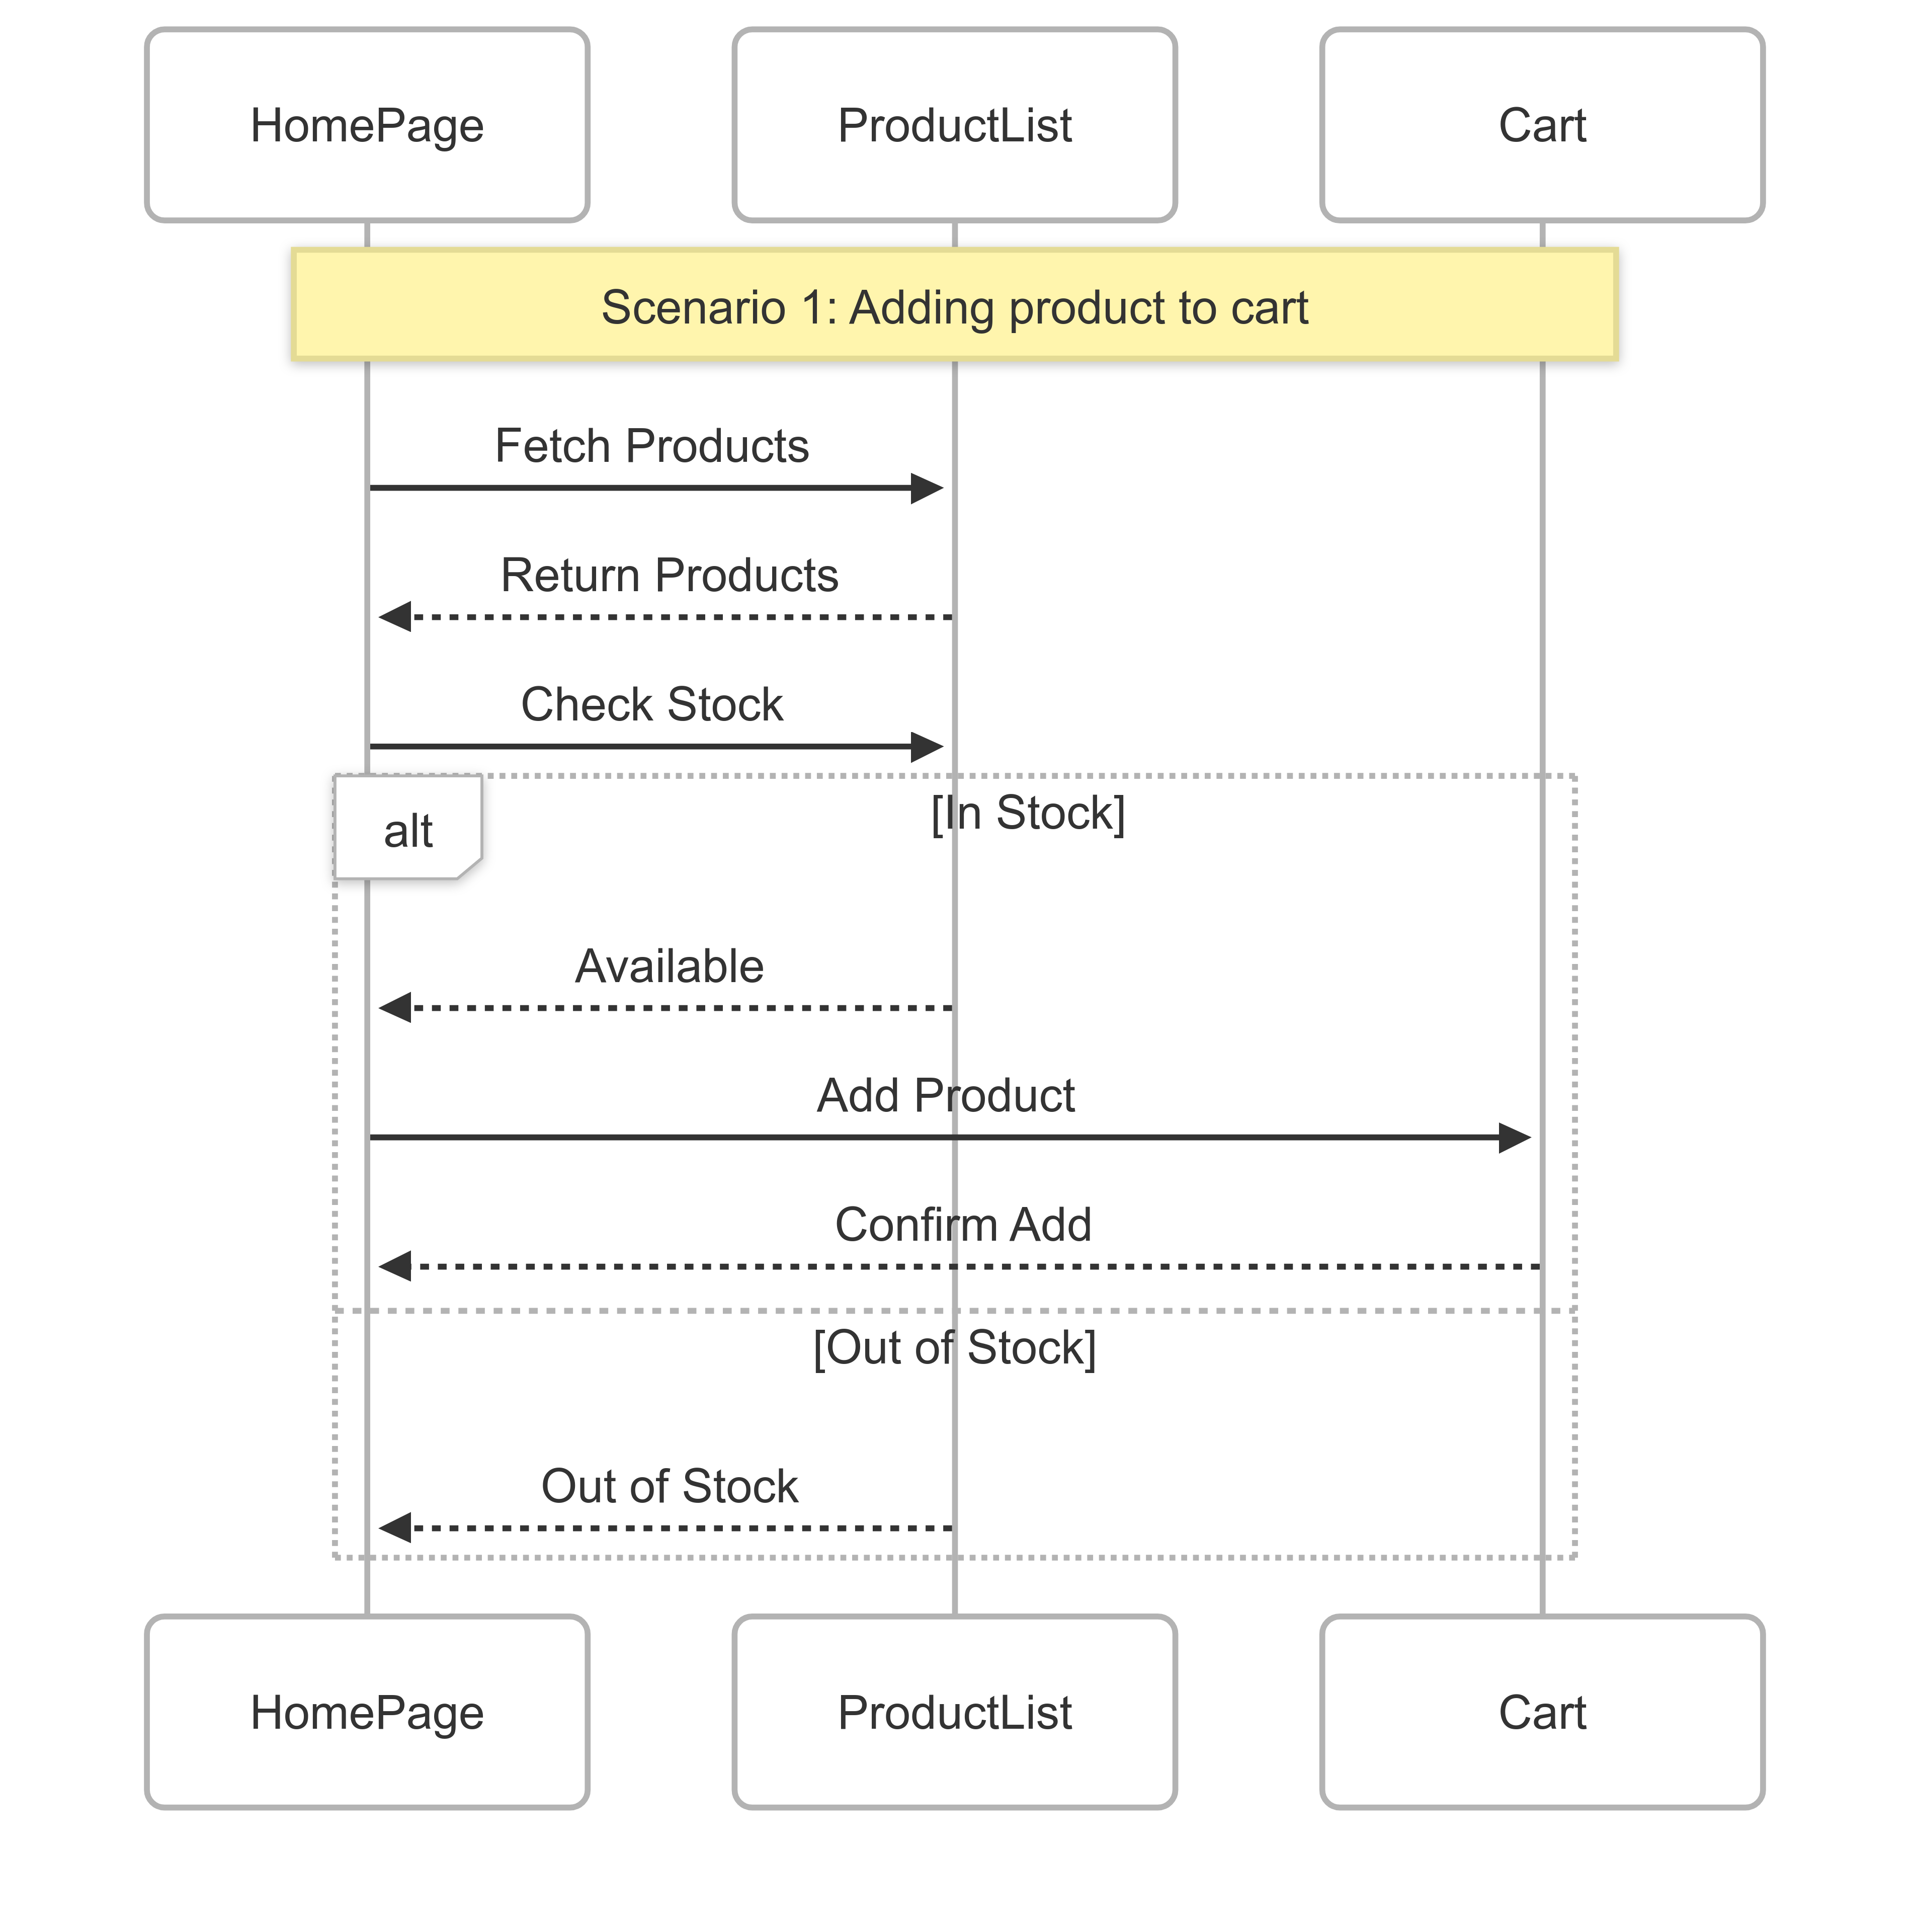 HomePage
ProductList
Cart
Scenario 1: Adding product to cart
Fetch Products
Return Products
Check Stock
alt
[In Stock]
Available
Add Product
Confirm Add
[Out of Stock]
Out of Stock
HomePage
ProductList
Cart